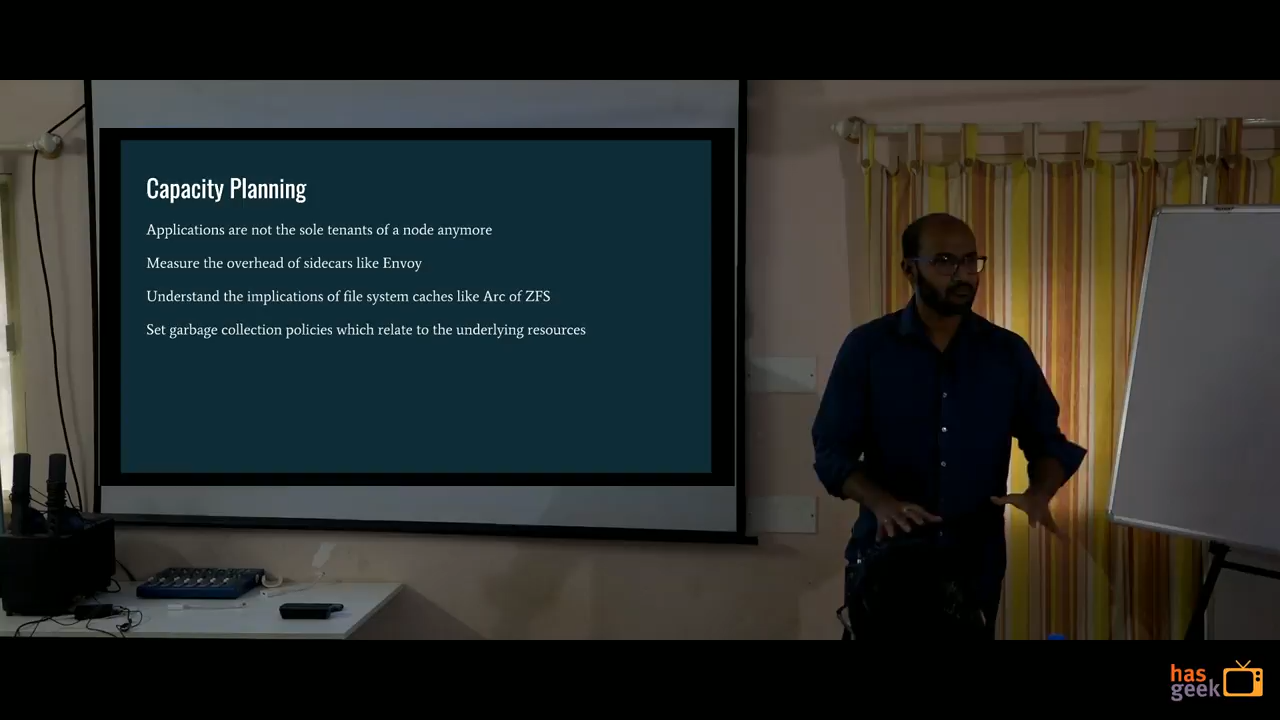 Capacity Planning
Applications are not the sole tenants of a node anymore
Measure the overhead of sidecars like Envoy
Understand the implications of file system caches like Arc of ZFS
Set garbage collection policies which relate to the underlying resources
has
geek